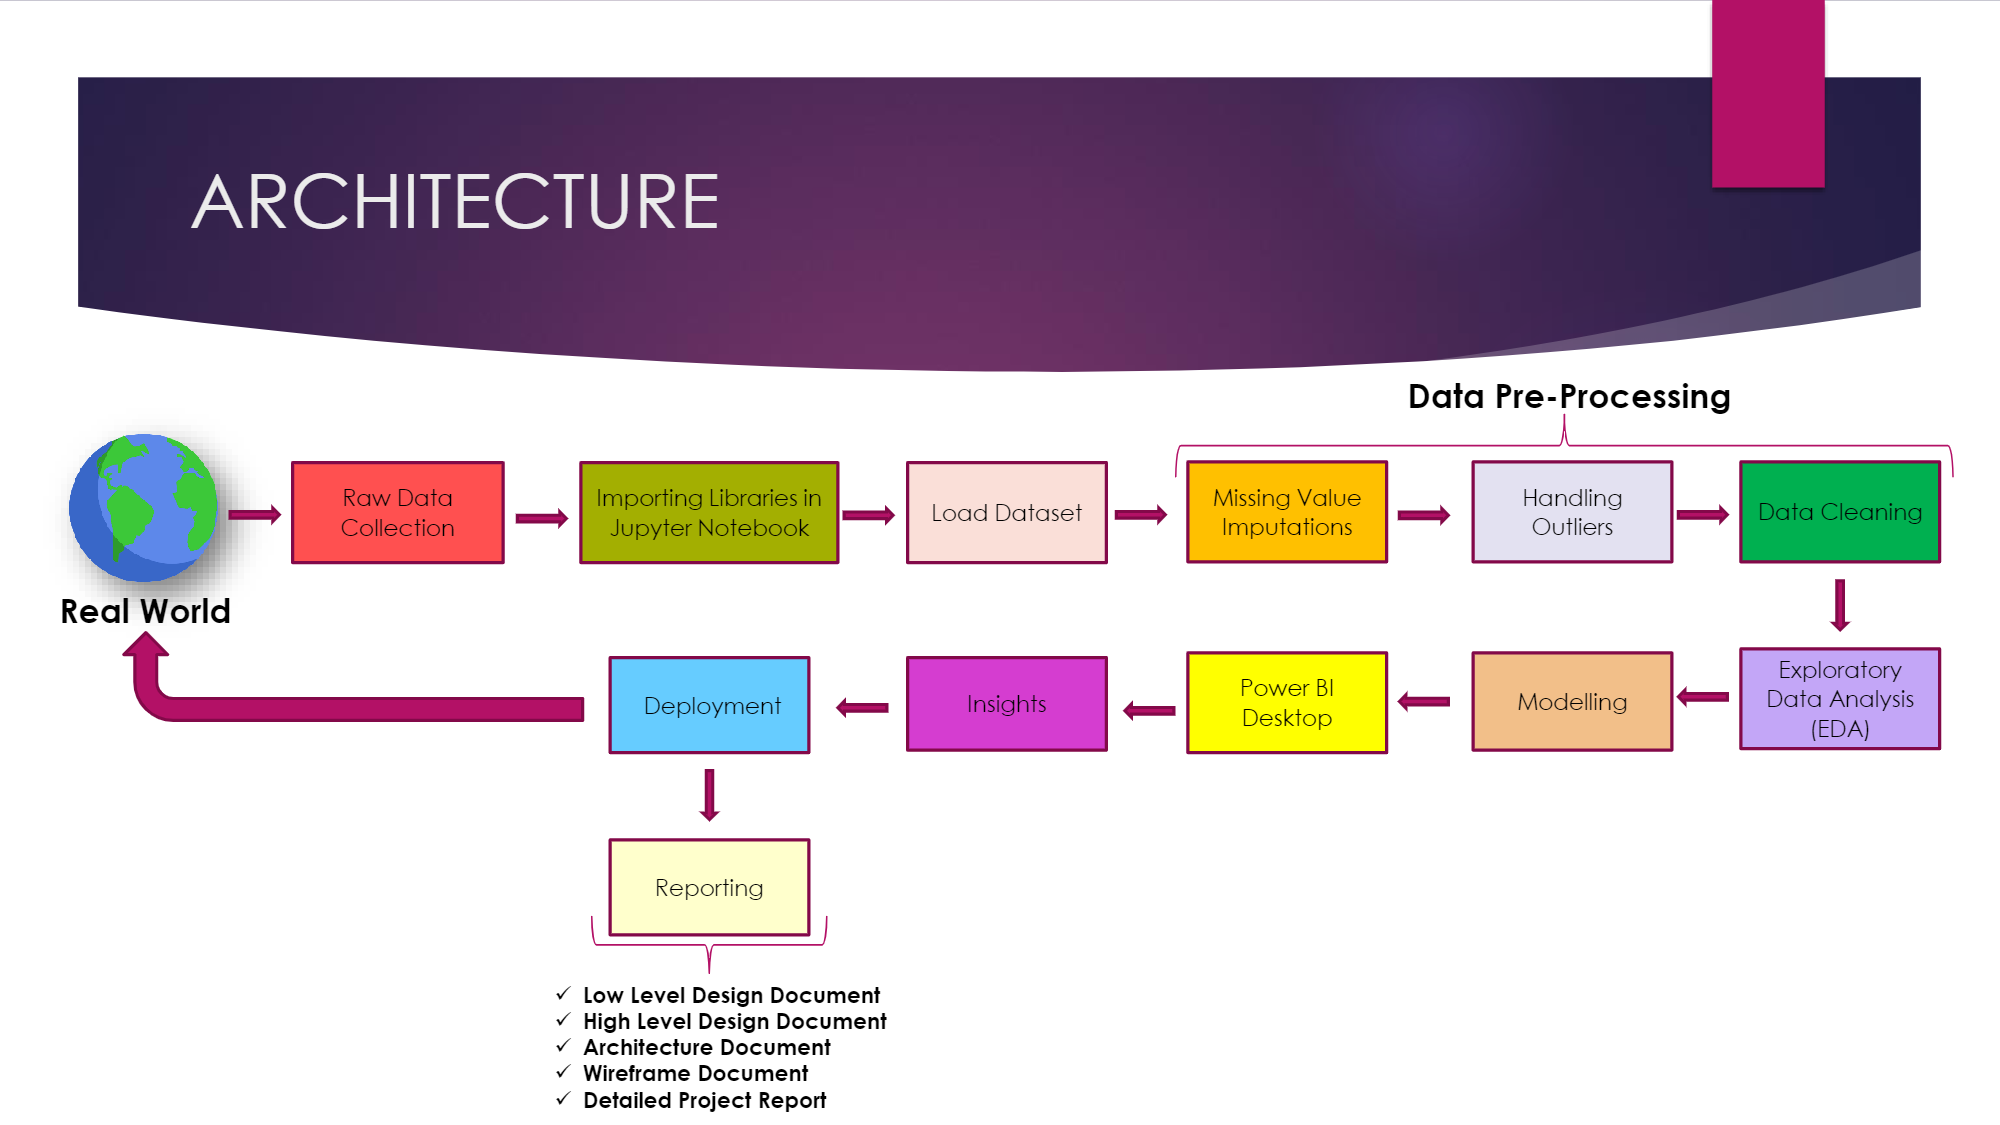 ARCHITECTURE
Data Pre-Processing
Real World
Raw Data
Collection
Importing Libraries in
Jupyter Notebook
Load Dataset
Missing Value
Imputations
Handling
Outliers
Data Cleaning
Exploratory
Data Analysis
(EDA)
Modelling
Power BI
Desktop
Insights
Deployment
Reporting
✓ Low Level Design Document
✓ High Level Design Document
✓ Architecture Document
✓ Wireframe Document
✓ Detailed Project Report